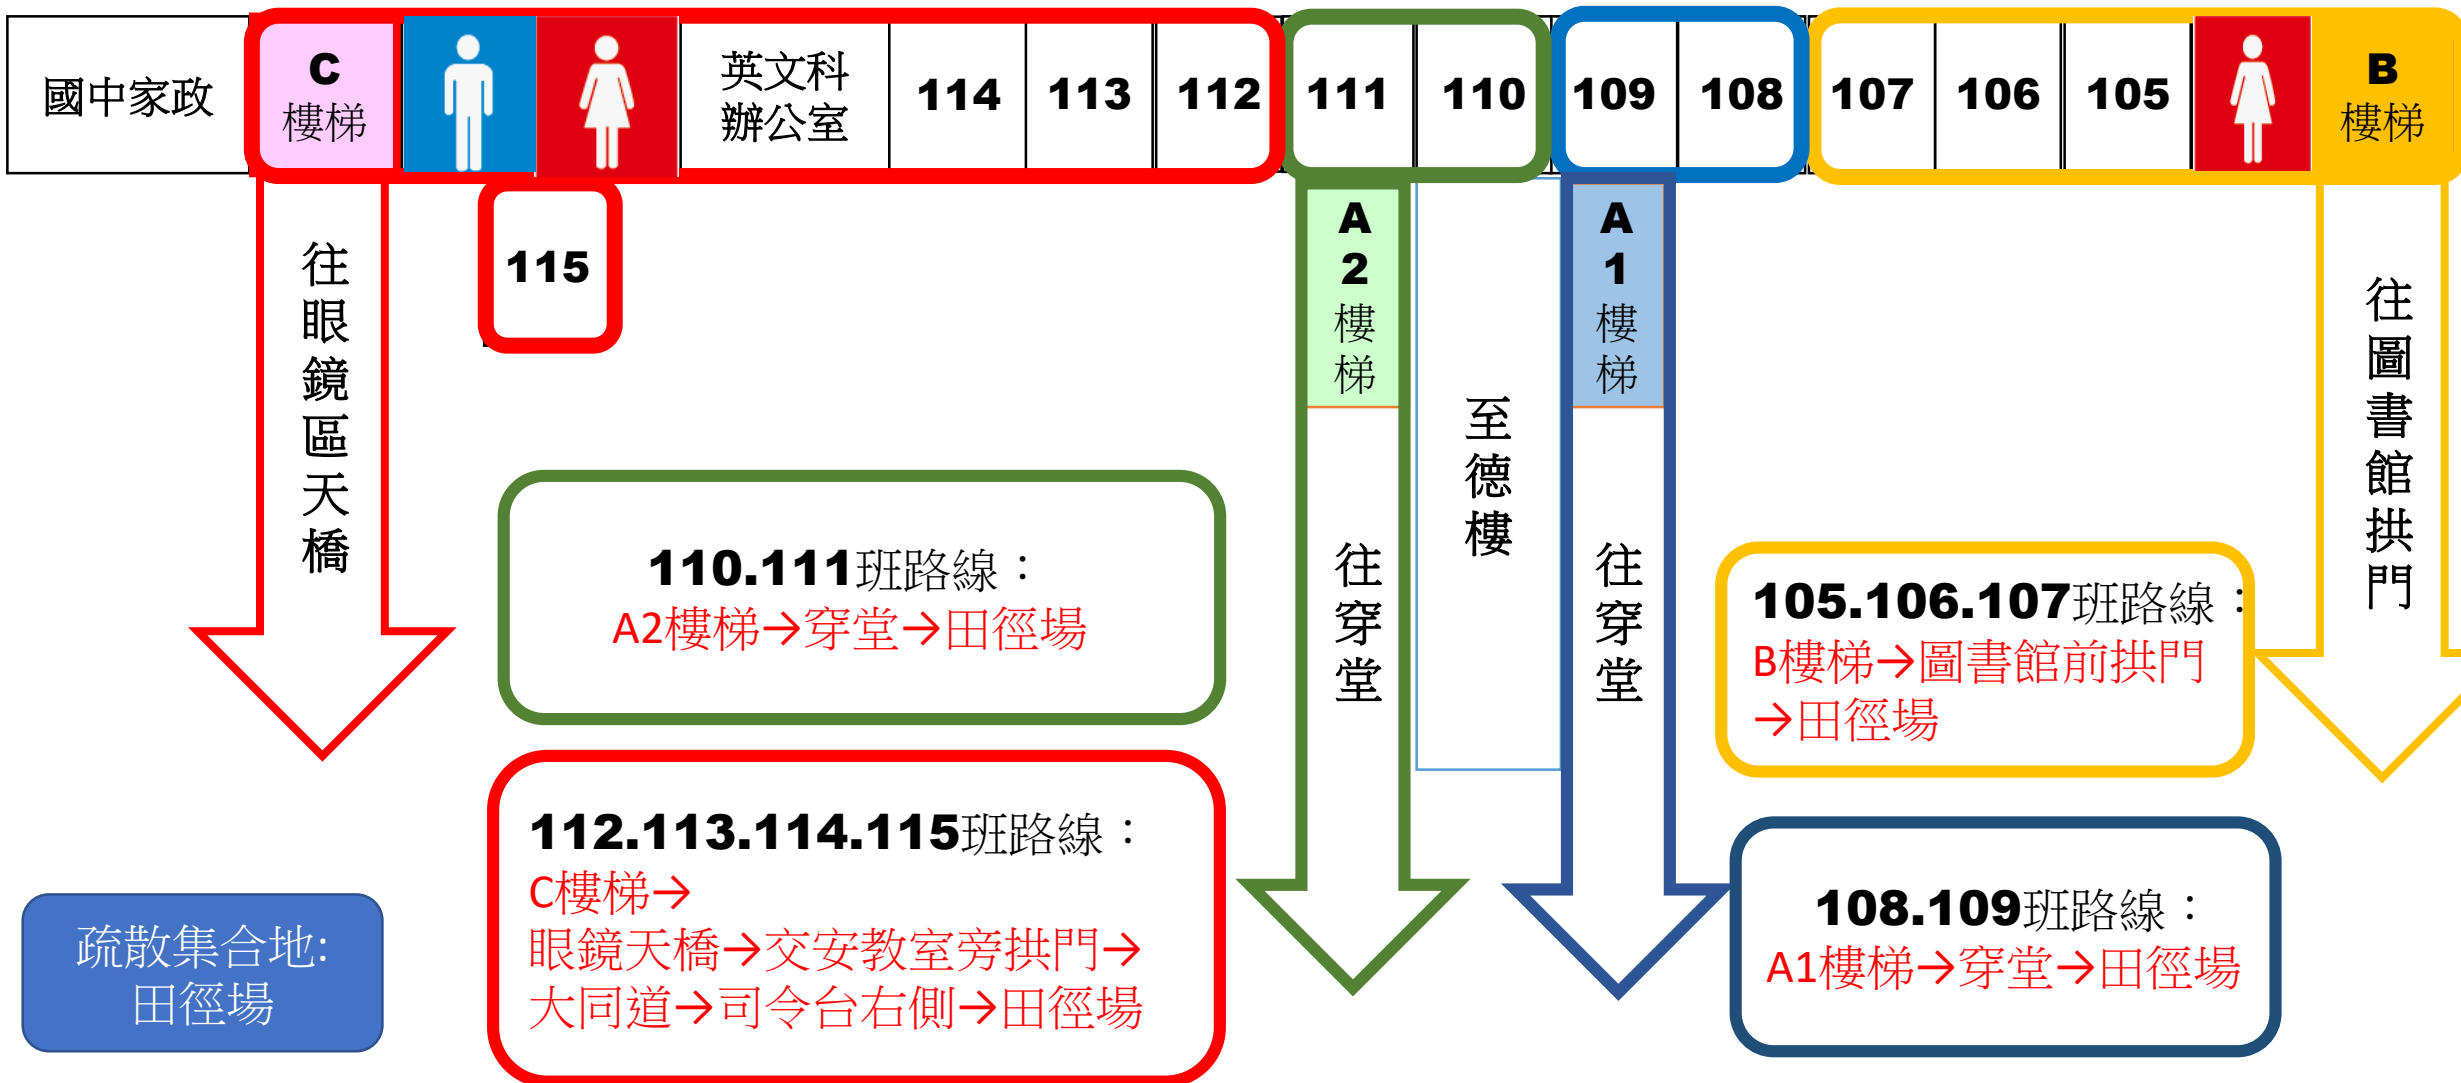 國中家政
C
樓梯
英文科
辦公室
114
113
112
111
110
109
108
107
106
105
B
樓梯
115
往眼鏡區天橋
A
2
樓
梯
往穿堂
至德樓
A
1
樓
梯
往穿堂
往圖書館拱門
110.111班路線：
A2樓梯→穿堂→田徑場
105.106.107班路線：
B樓梯→圖書館前拱門
→田徑場
112.113.114.115班路線：
C樓梯→
眼鏡天橋→交安教室旁拱門→
大同道→司令台右側→田徑場
108.109班路線：
A1樓梯→穿堂→田徑場
疏散集合地:
田徑場